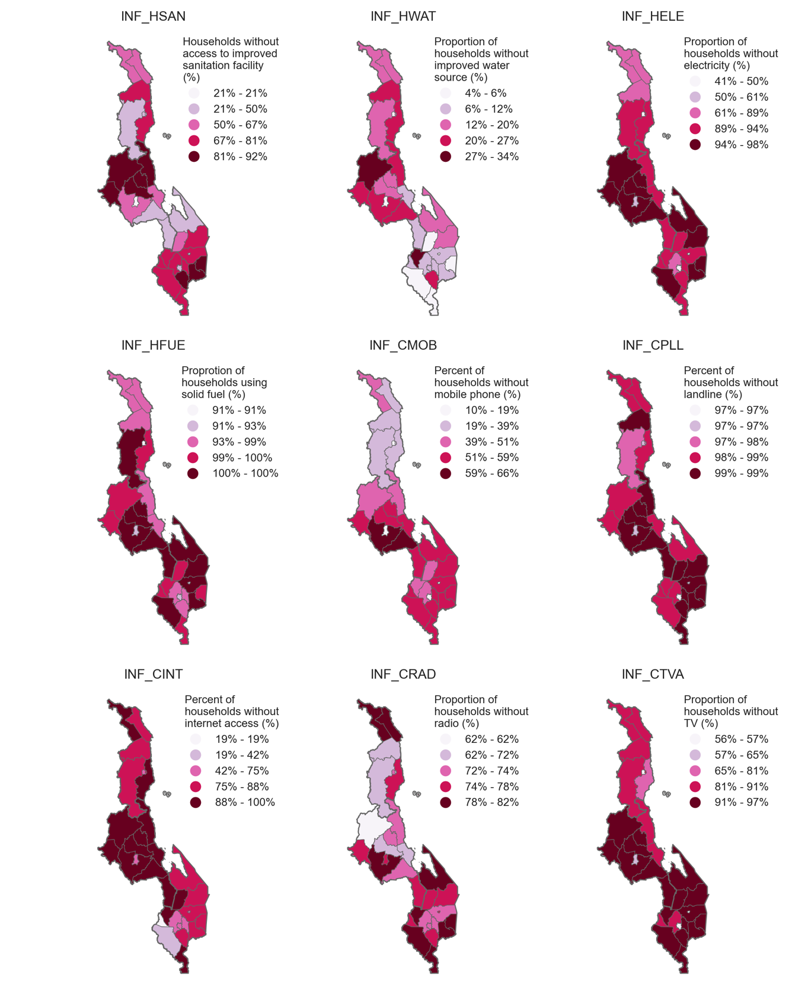 INF_HSAN
Households without
access to improved
sanitation facility
(%)
21% - 21%
21% - 50%
50% - 67%
67% - 81%
81% - 92%
INF_HWAT
Proportion of
households without
improved water
source (%)
4% - 6%
6% - 12%
12% - 20%
20% - 27%
27% - 34%
INF_HELE
Proportion of
households without
electricity (%)
41% - 50%
50% - 61%
61% - 89%
89% - 94%
94% - 98%
INF_HFUE
Proprotion of
households using
solid fuel (%)
91% - 91%
91% - 93%
93% - 99%
99% - 100%
100% - 100%
INF_CMOB
Percent of
households without
mobile phone (%)
10% - 19%
19% - 39%
39% - 51%
51% - 59%
59% - 66%
INF_CPLL
Percent of
households without
landline (%)
97% - 97%
97% - 97%
97% - 98%
98% - 99%
99% - 99%
INF_CINT
Percent of
households without
internet access (%)
19% - 19%
19% - 42%
42% - 75%
75% - 88%
88% - 100%
INF_CRAD
Proportion of
households without
radio (%)
62% - 62%
62% - 72%
72% - 74%
74% - 78%
78% - 82%
INF_CTVA
Proportion of
households without
TV (%)
56% - 57%
57% - 65%
65% - 81%
81% - 91%
91% - 97%